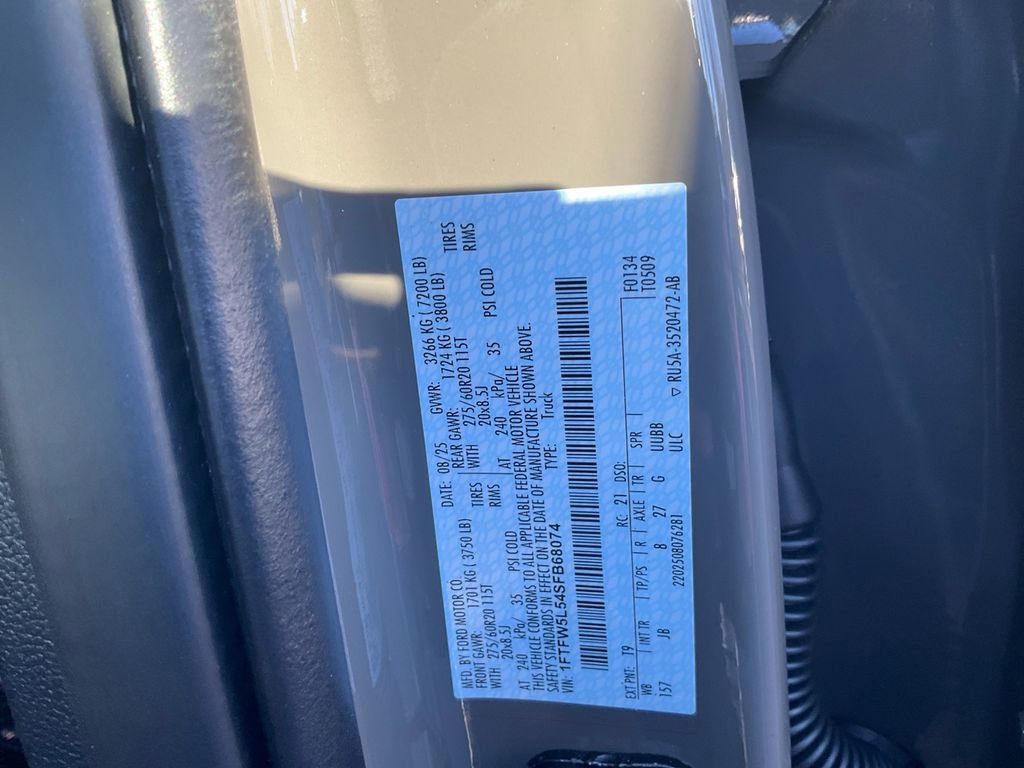 MFD. BY FORD MOTOR CO. DATE: 08/25 GVWR: 3266 KG ( 7200 LB)
FRONT GAWR: 1701 KG ( 3750 LB) REAR GAWR: 1724 KG ( 3800 LB)
WITH 275/60R20 115T TIRES WITH 275/60R20 115T TIRES
20x8.5J RIMS 20x8.5J RIMS
AT 240 kPa/ 35 PSI COLD AT 240 kPa/ 35 PSI COLD
THIS VEHICLE CONFORMS TO ALL APPLICABLE FEDERAL MOTOR VEHICLE
SAFETY STANDARDS IN EFFECT ON THE DATE OF MANUFACTURE SHOWN ABOVE.
VIN: 1FTFW5L54SFB68074 TYPE: Truck
EXT PNT: T9 RC: 21 DSO: F0134
WB INT TR TP/PS R AXLE TR SPR T0509
157 JB 8 27 G UUBB
2202508076281 ULC ▽ RU5A-3520472-AB